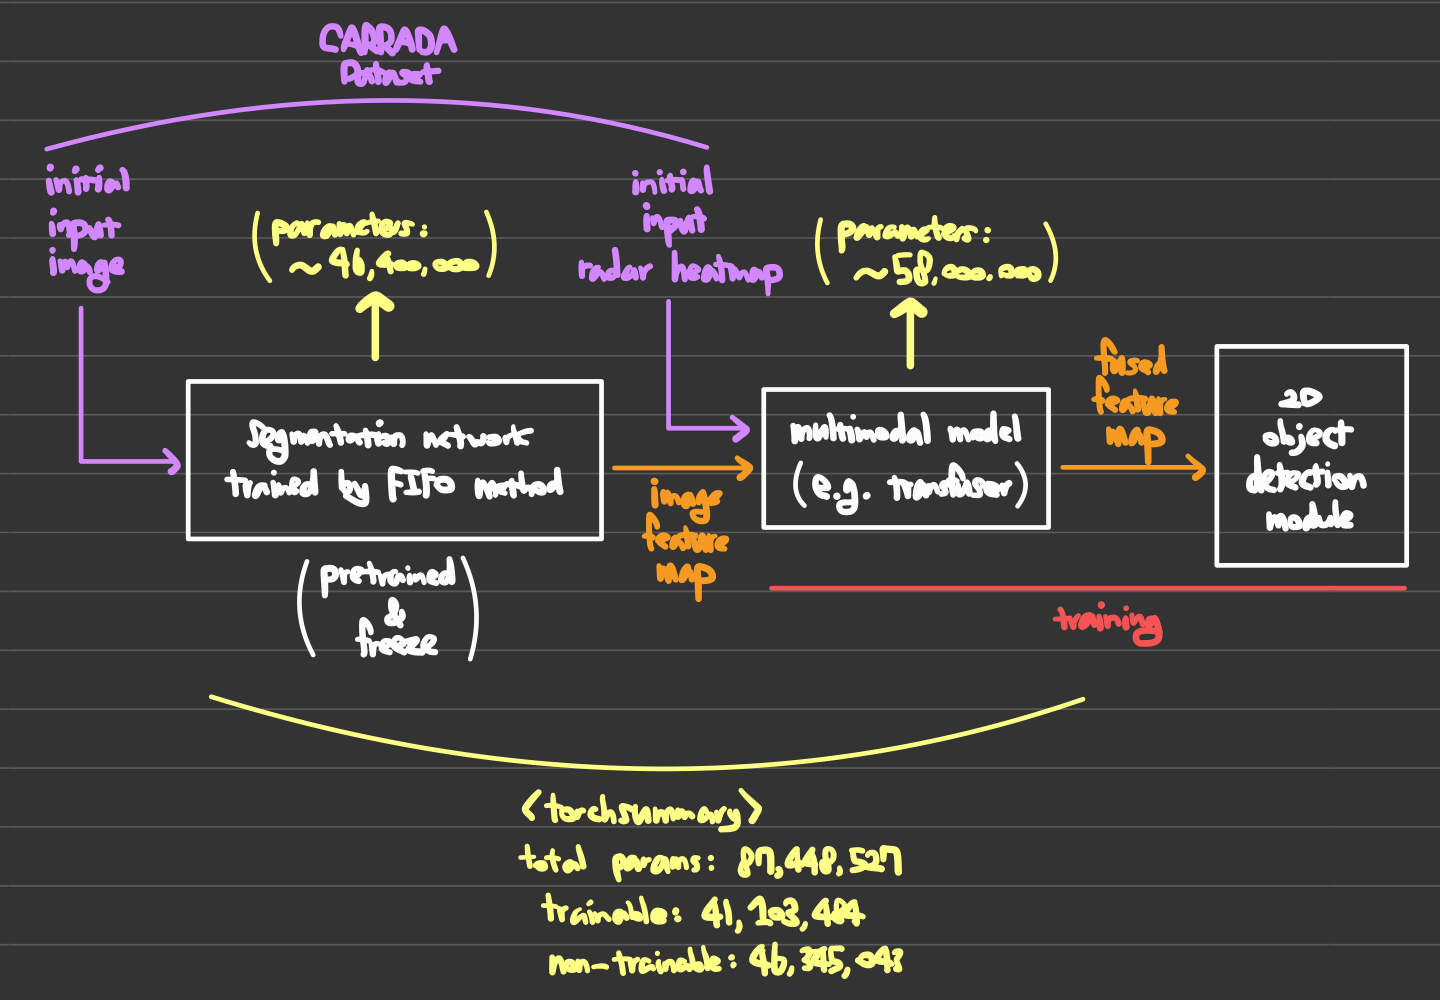 CARRADA
Dataset
initial
input
image
(parameters:
~46,400,000)
initial
input
radar heatmap
(parameters:
~58,000,000)
segmentation network
trained by FIFO method
(pretrained
&
freeze)
image
feature
map
multimodal model
(e.g. transfuser)
fused
feature
map
2D
object
detection
module
training
<torchsummary>
total params: 87,448,527
trainable: 41,103,484
non-trainable: 46,345,043